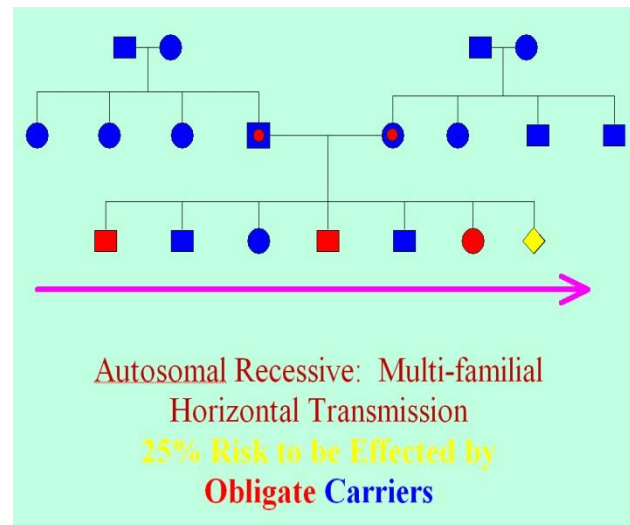 Autosomal Recessive: Multi-familial
Horizontal Transmission
25% Risk to be Effected by
Obligate Carriers